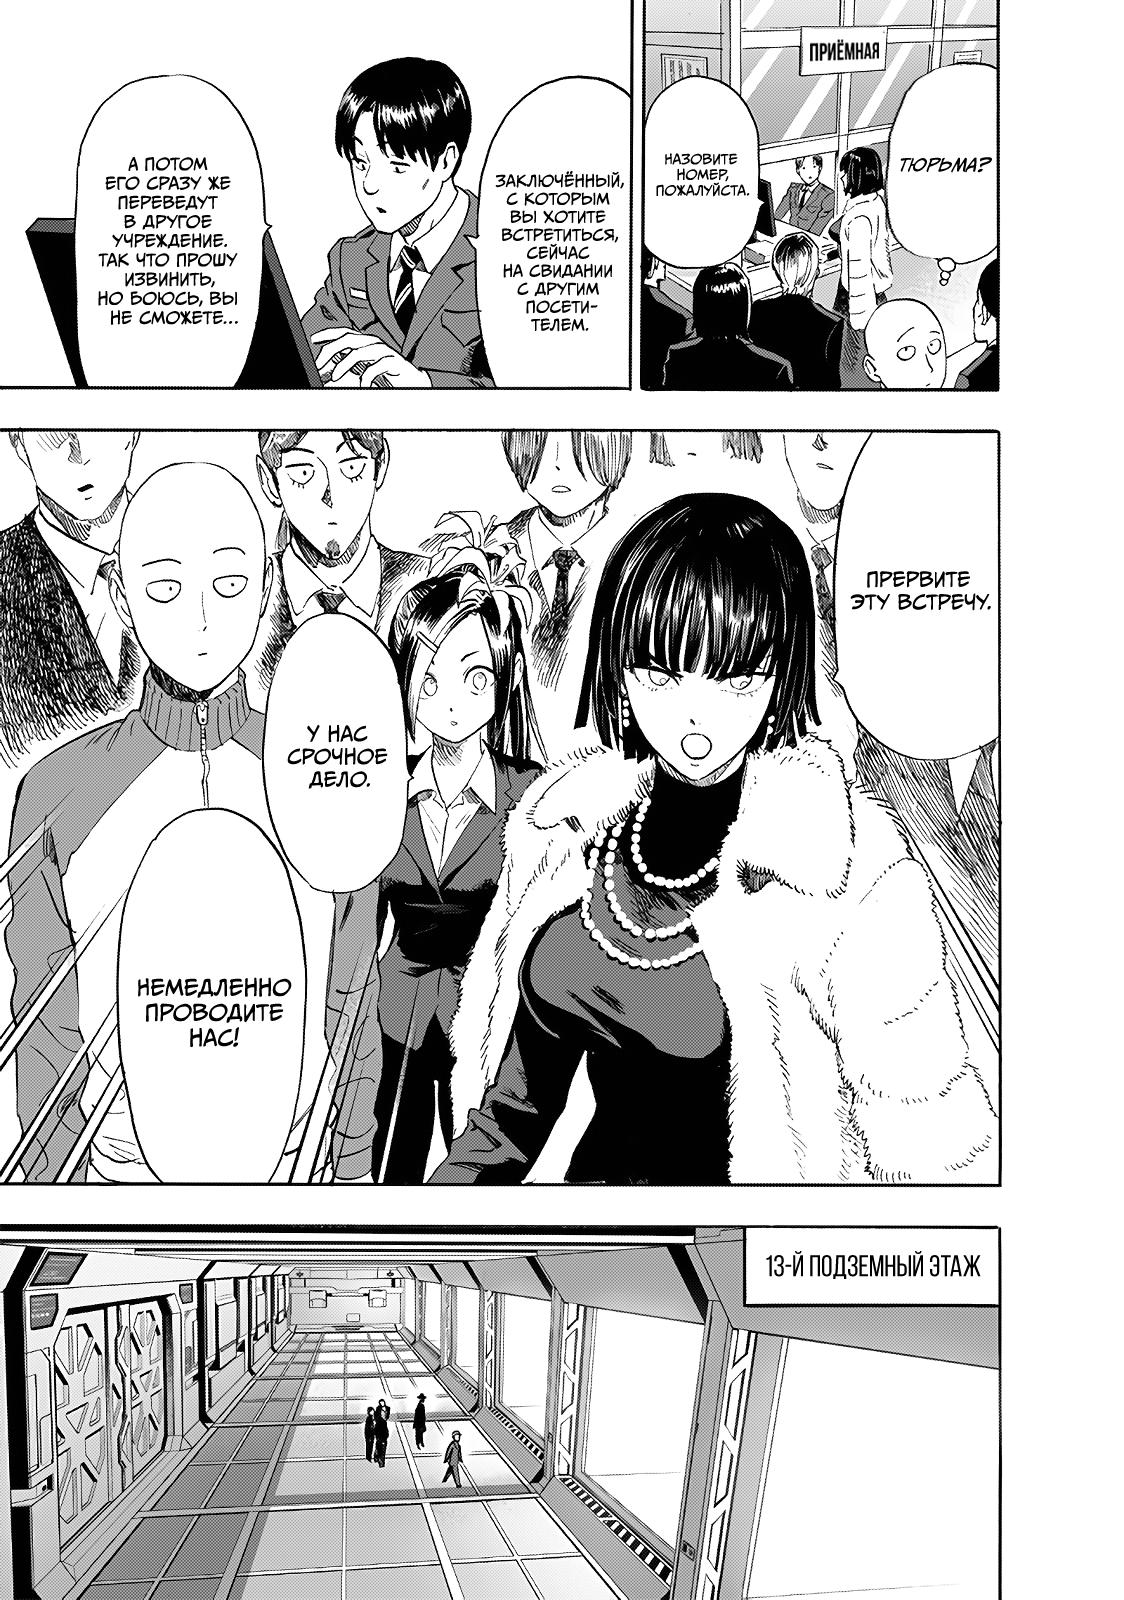 ПРИЁМНАЯ
ТЮРЬМА?
НАЗОВИТЕ
НОМЕР,
ПОЖАЛУЙСТА.
ЗАКЛЮЧЁННЫЙ,
С КОТОРЫМ
ВЫ ХОТИТЕ
ВСТРЕТИТЬСЯ,
СЕЙЧАС
НА СВИДАНИИ
С ДРУГИМ
ПОСЕТИ-
ТЕЛЕМ.
А ПОТОМ
ЕГО СРАЗУ ЖЕ
ПЕРЕВЕДУТ
В ДРУГОЕ
УЧРЕЖДЕНИЕ.
ТАК ЧТО ПРОШУ
ИЗВИНИТЬ,
НО БОЮСЬ, ВЫ
НЕ СМОЖЕТЕ...
ПРЕРВИТЕ
ЭТУ ВСТРЕЧУ.
У НАС
СРОЧНОЕ
ДЕЛО.
НЕМЕДЛЕННО
ПРОВОДИТЕ
НАС!
13-Й ПОДЗЕМНЫЙ ЭТАЖ